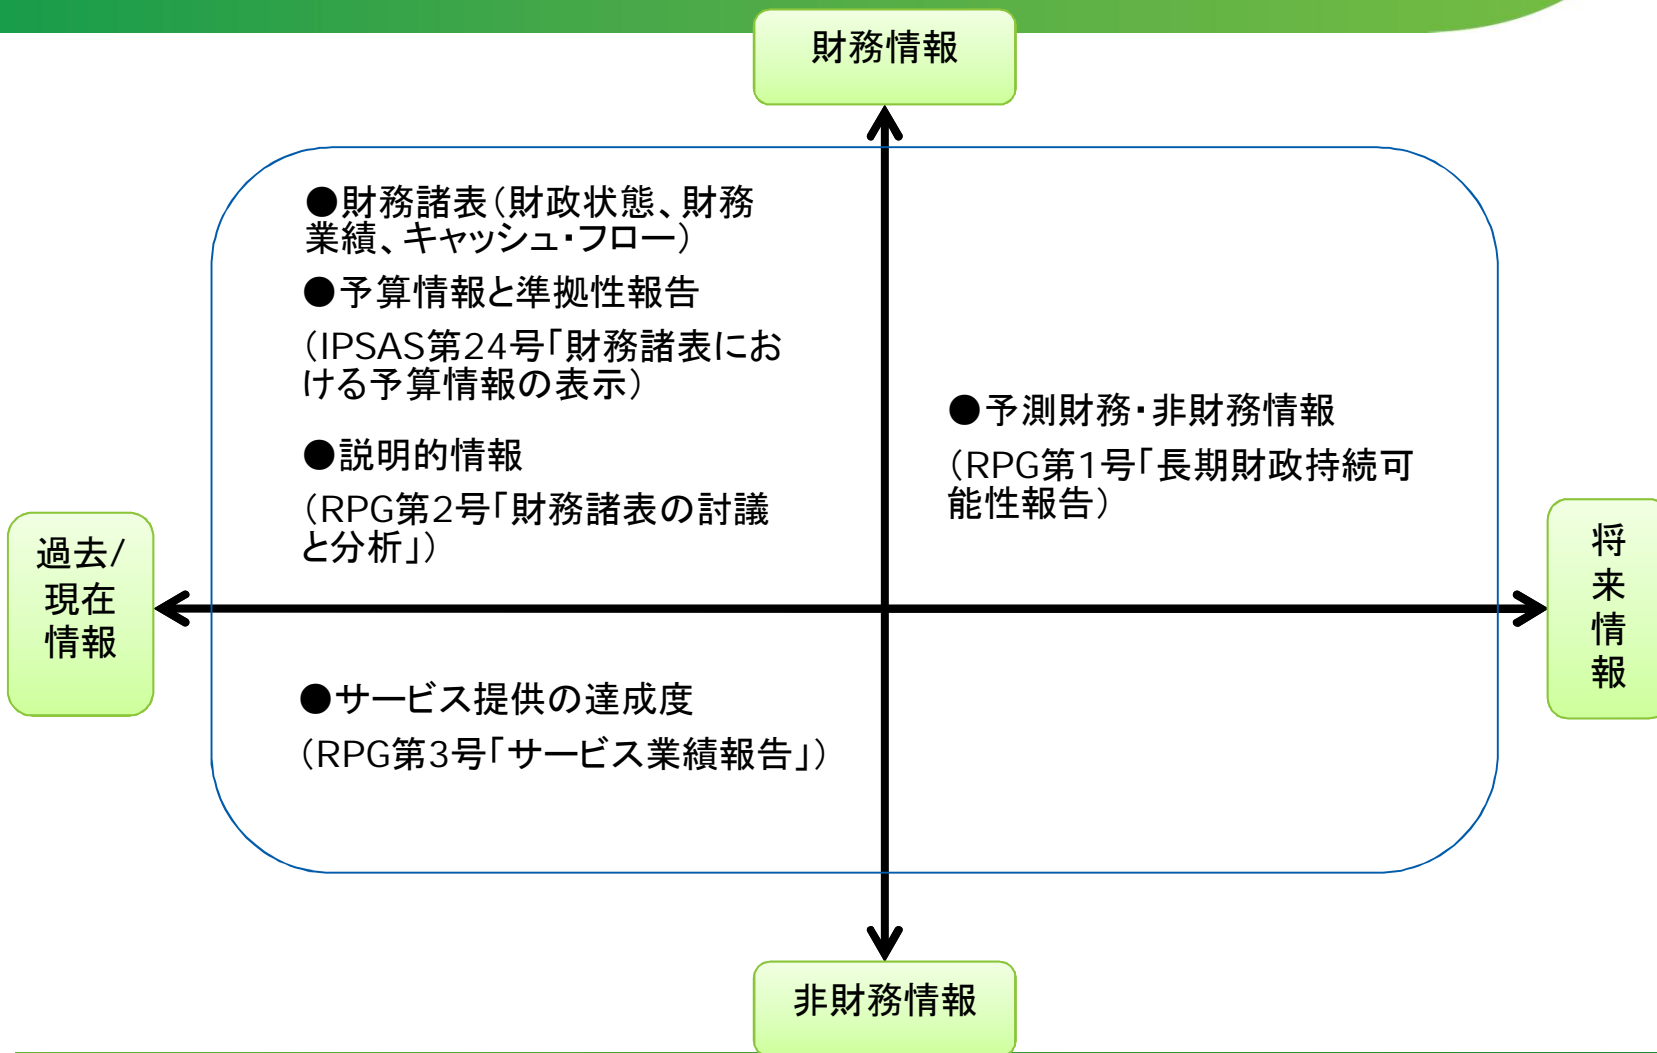 財務情報
●財務諸表(財政状態、財務
業績、キャッシュ・フロー)
●予算情報と準拠性報告
(IPSAS第24号「財務諸表にお
ける予算情報の表示)
●説明的情報
(RPG第2号「財務諸表の討議
と分析」)
●予測財務・非財務情報
(RPG第1号「長期財政持続可
能性報告)
過去/
現在
情報
将
来
情
報
●サービス提供の達成度
(RPG第3号「サービス業績報告」)
非財務情報